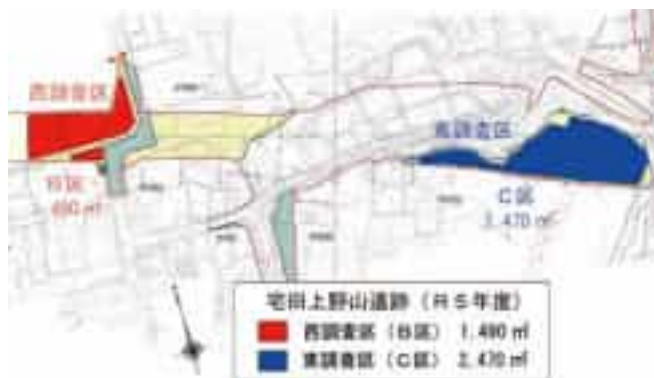 西調査区
B区
東調査区
C区
2,470㎡
宅田上野山遺跡（R5年度）
西調査区（B区） 1,490㎡
東調査区（C区） 2,470㎡